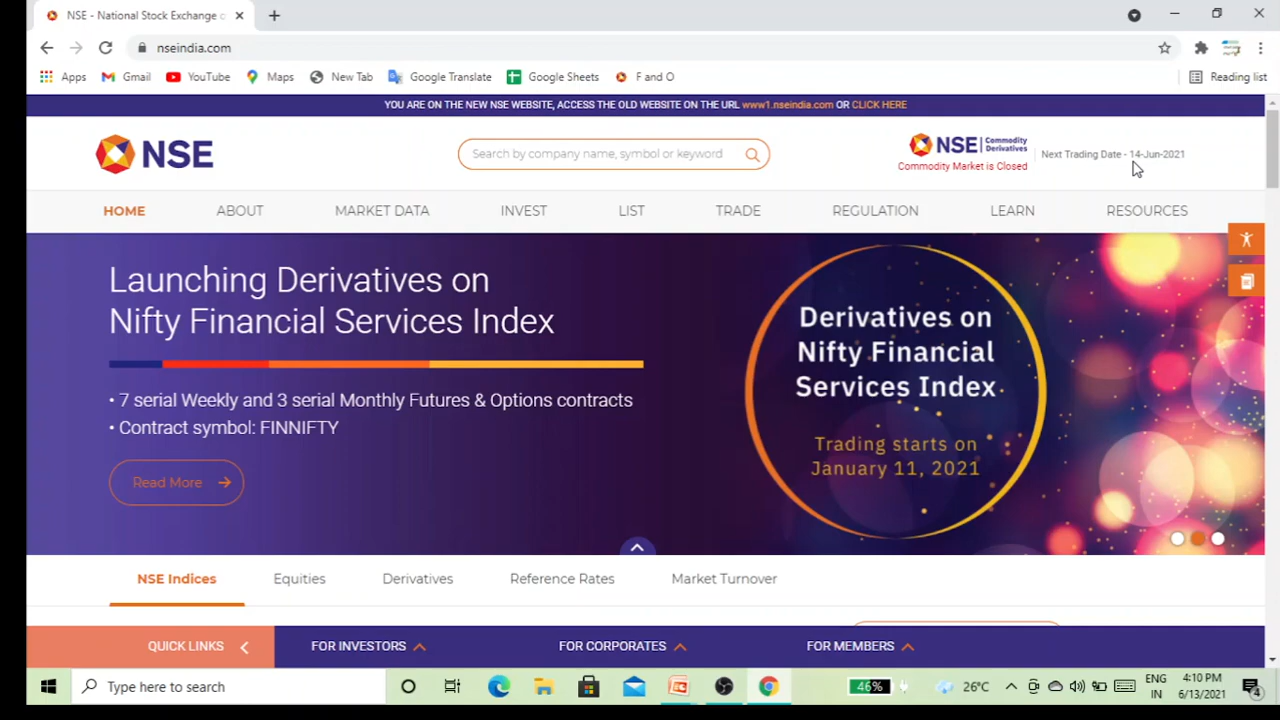 NSE - National Stock Exchange o
nseindia.com
Apps Gmail YouTube Maps New Tab Google Translate Google Sheets F and O Reading list
YOU ARE ON THE NEW NSE WEBSITE, ACCESS THE OLD WEBSITE ON THE URL www1.nseindia.com OR CLICK HERE
NSE
Search by company name, symbol or keyword
NSE Commodity Derivatives
Commodity Market is Closed
Next Trading Date - 14-Jun-2021
HOME ABOUT MARKET DATA INVEST LIST TRADE REGULATION LEARN RESOURCES
Launching Derivatives on
Nifty Financial Services Index
• 7 serial Weekly and 3 serial Monthly Futures & Options contracts
• Contract symbol: FINNIFTY
Read More
Derivatives on
Nifty Financial
Services Index
Trading starts on
January 11, 2021
NSE Indices Equities Derivatives Reference Rates Market Turnover
QUICK LINKS FOR INVESTORS FOR CORPORATES FOR MEMBERS
Type here to search
46%
26°C
ENG
IN
4:10 PM
6/13/2021
4